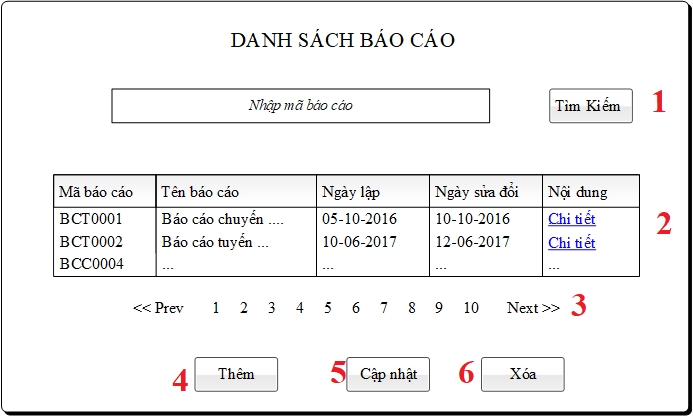 DANH SÁCH BÁO CÁO
Nhập mã báo cáo Tìm Kiếm 1
Mã báo cáo Tên báo cáo Ngày lập Ngày sửa đổi Nội dung
BCT0001 Báo cáo chuyến .... 05-10-2016 10-10-2016 Chi tiết
2
BCT0002 Báo cáo tuyến ... 10-06-2017 12-06-2017 Chi tiết
BCC0004 ... ... ... ...
<< Prev 1 2 3 4 5 6 7 8 9 10 Next >> 3
4 Thêm 5 Cập nhật 6 Xóa